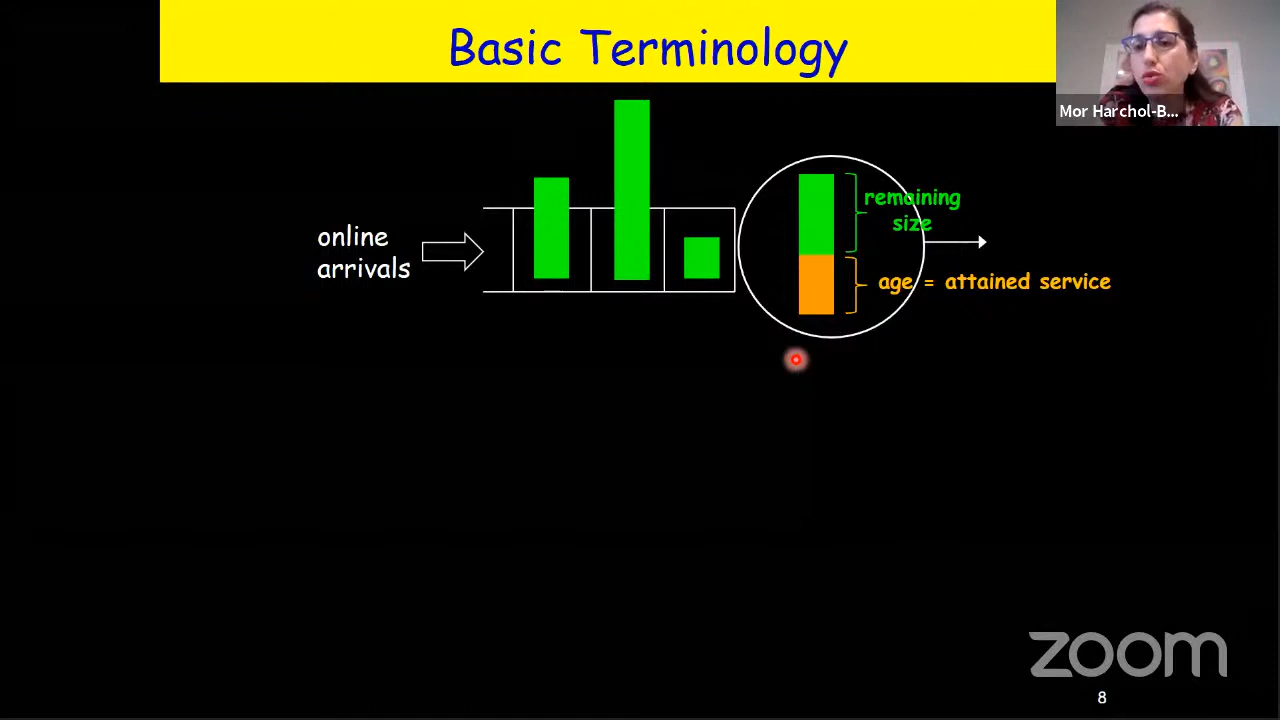 Basic Terminology
Mor Harchol-B...
online
arrivals
remaining
size
age = attained service
zoom
8